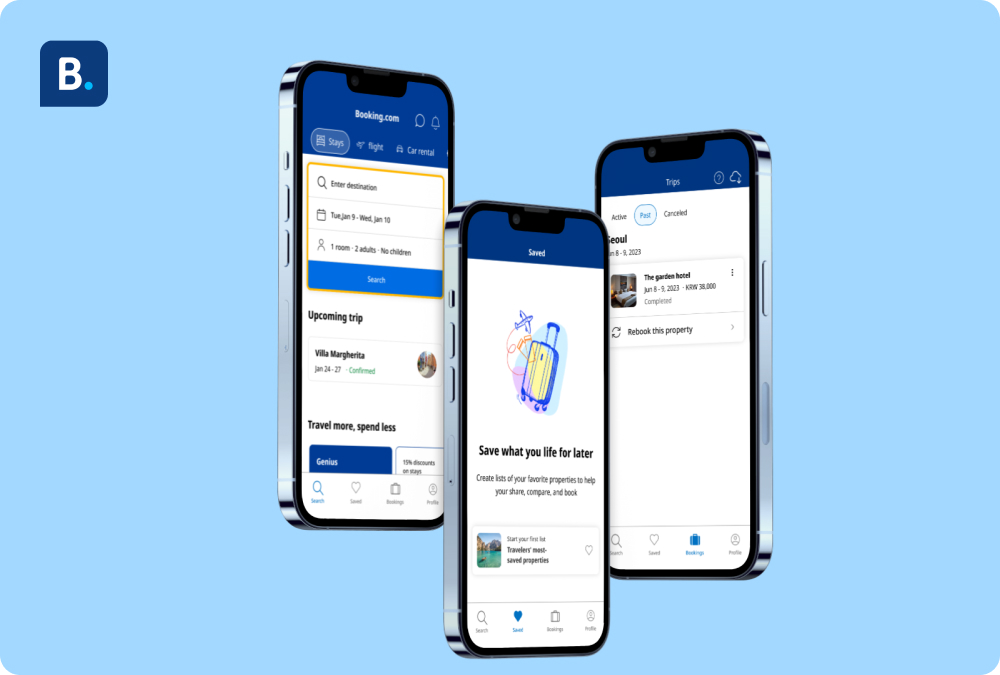 B.
Booking.com
Stays
flight
Car rental
Enter destination
Tue,Jan 9 - Wed, Jan 10
1 room · 2 adults · No children
Search
Upcoming trip
Villa Margherita
Jan 24 - 27 · Confirmed
Travel more, spend less
Genius
15% discounts
on stays
Search
Saved
Bookings
Profile
Saved
Save what you life for later
Create lists of your favorite properties to help
your share, compare, and book
Start your first list
Travelers' most-
saved properties
Search
Saved
Bookings
Profile
Trips
Active
Past
Canceled
Seoul
un 8 - 9, 2023
The garden hotel
Jun 8 - 9, 2023 · KRW 38,000
Completed
Rebook this property
Search
Saved
Bookings
Profile